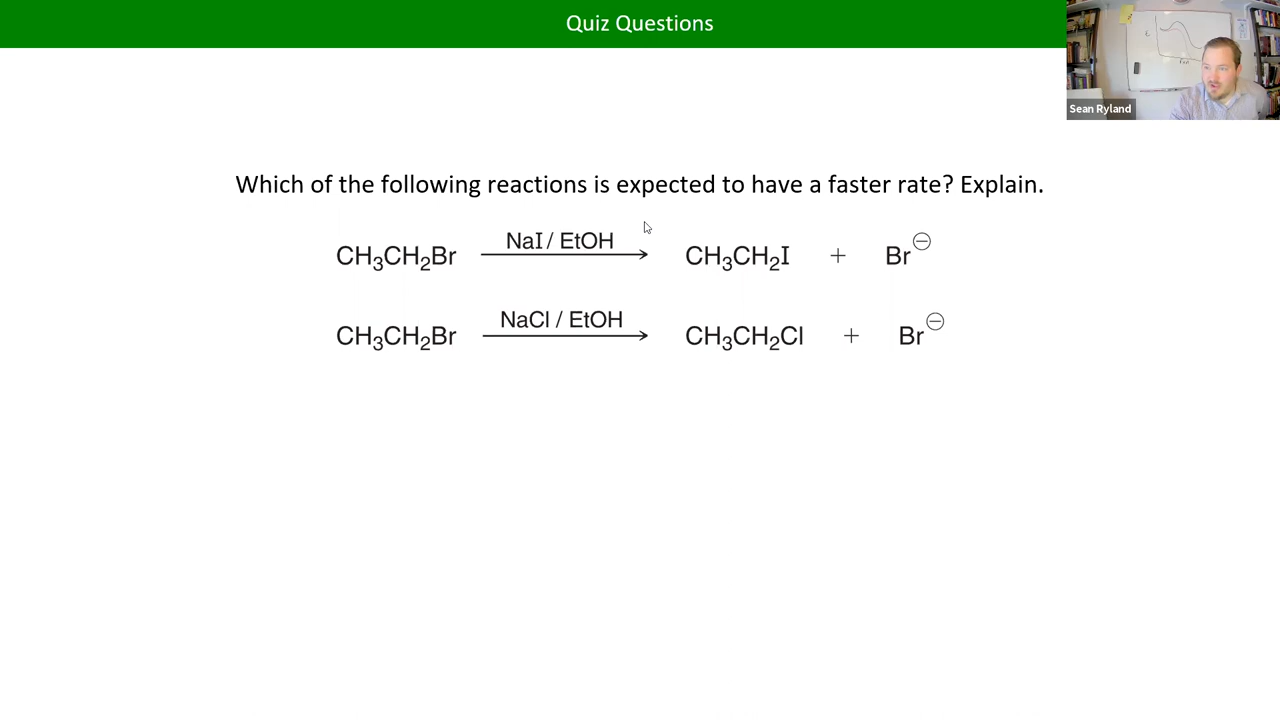 Quiz Questions
Sean Ryland
Which of the following reactions is expected to have a faster rate? Explain.
CH₃CH₂Br NaI / EtOH CH₃CH₂I + Br⊖
CH₃CH₂Br NaCl / EtOH CH₃CH₂Cl + Br⊖